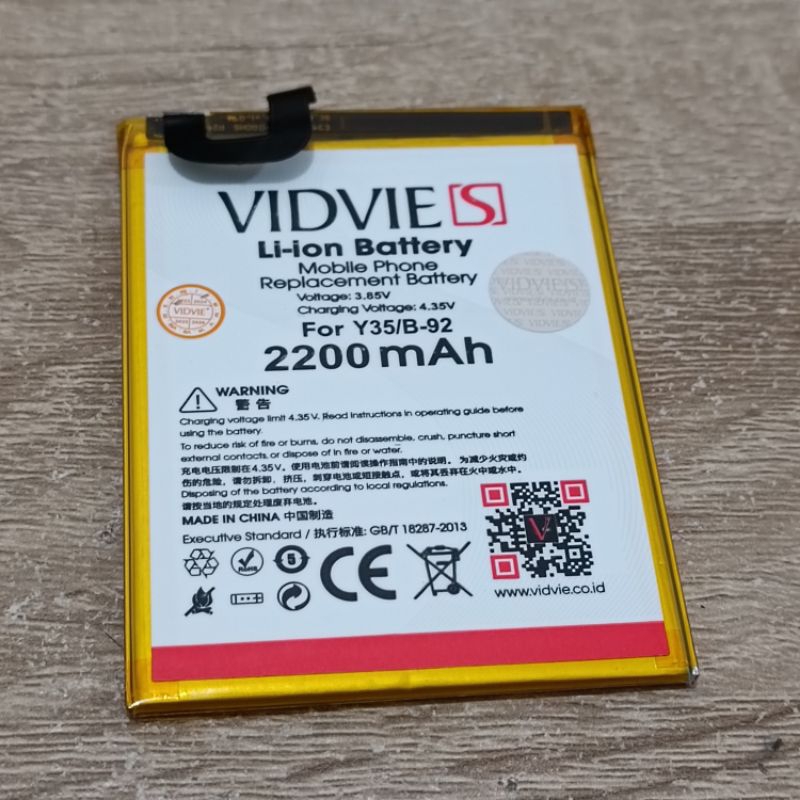 VIDVIE[S]
Li-ion Battery
Mobile Phone
Replacement Battery
Voltage: 3.85V
Charging Voltage: 4.35V
For Y35/B-92
2200 mAh
VIDVIE
VIDVIE[S]
WARNING
警告
Charging voltage limit 4.35V. Read instructions in operating guide before
using the battery.
To reduce risk of fire or burns, do not disassemble, crush, puncture short
external contacts, or dispose of in fire or water.
充电电压限制在4.35V。使用电池前请阅读操作指南中的说明。为减少火灾或灼
伤的危险，请勿拆卸，挤压，刺穿电池或短接触点，或将其丢弃在火中或水中。
Disposing of the battery according to local regulations.
请按当地的规定处理废弃电池。
MADE IN CHINA 中国制造
Executive Standard / 执行标准: GB/T 18287-2013
RoHS
5
CE
V
www.vidvie.co.id